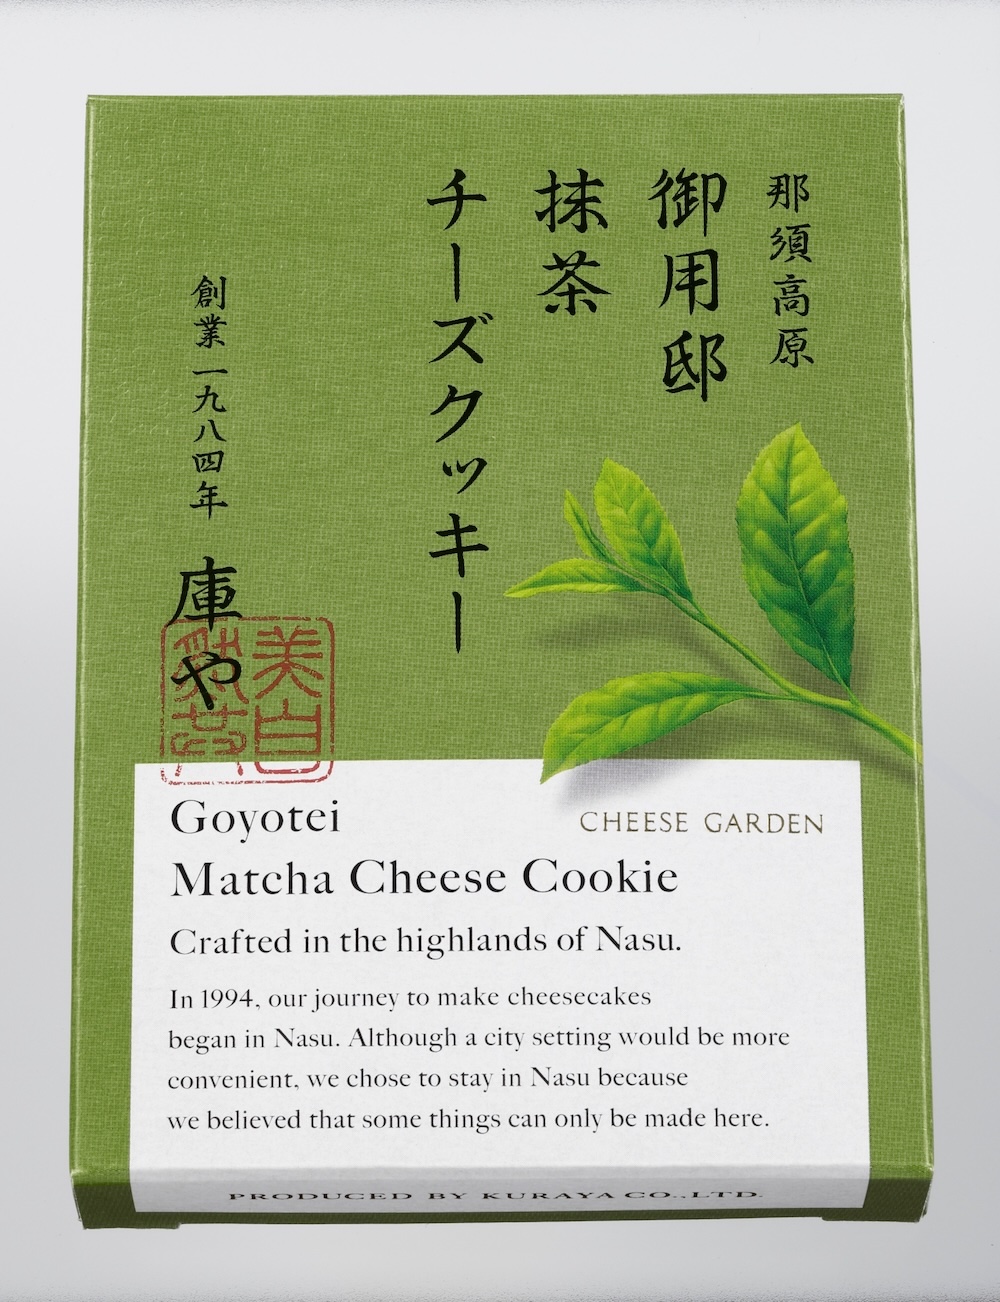 那須高原
御用邸
抹茶
チーズクッキー
創業一九八四年 庫や
Goyotei
CHEESE GARDEN
Matcha Cheese Cookie
Crafted in the highlands of Nasu.
In 1994, our journey to make cheesecakes
began in Nasu. Although a city setting would be more
convenient, we chose to stay in Nasu because
we believed that some things can only be made here.
PRODUCED BY KURAYA CO.,LTD.